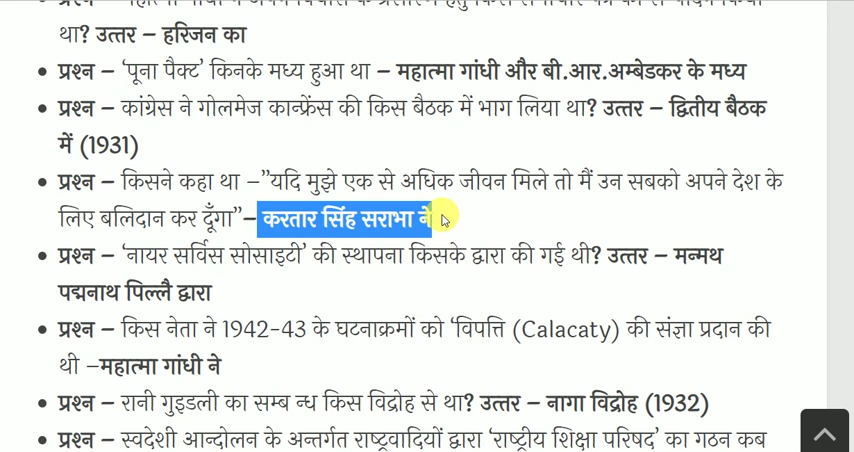 था? उत्तर – हरिजन का
प्रश्न – 'पूना पैक्ट' किनके मध्य हुआ था – महात्मा गांधी और बी.आर.अम्बेडकर के मध्य
प्रश्न – कांग्रेस ने गोलमेज कान्फ्रेंस की किस बैठक में भाग लिया था? उत्तर – द्वितीय बैठक
में (1931)
प्रश्न – किसने कहा था –"यदि मुझे एक से अधिक जीवन मिले तो मैं उन सबको अपने देश के
लिए बलिदान कर दूँगा"– करतार सिंह सराभा ने
प्रश्न – 'नायर सर्विस सोसाइटी' की स्थापना किसके द्वारा की गई थी? उत्तर – मन्मथ
पद्मनाथ पिल्लै द्वारा
प्रश्न – किस नेता ने 1942-43 के घटनाक्रमों को 'विपत्ति (Calacaty) की संज्ञा प्रदान की
थी –महात्मा गांधी ने
प्रश्न – रानी गुइडली का सम्ब न्ध किस विद्रोह से था? उत्तर – नागा विद्रोह (1932)
प्रश्न – स्वदेशी आन्दोलन के अन्तर्गत राष्ट्रवादियों द्वारा 'राष्ट्रीय शिक्षा परिषद' का गठन कब